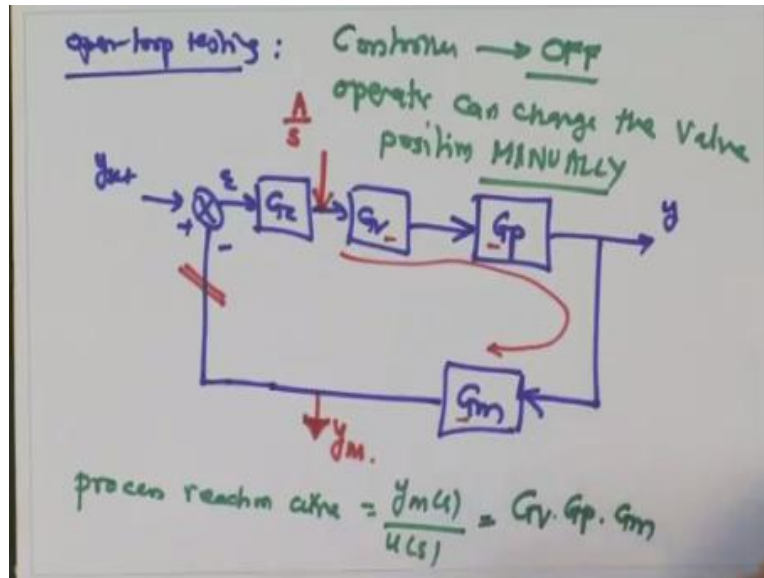 open-loop testing : Controller → OFF
operator can change the Valve
position MANUALLY
A/s
yset
+
-
ε
Gc
Gv
Gp
y
Gm
ym.
process reaction curve = ym(s)/u(s) = Gv · Gp · Gm